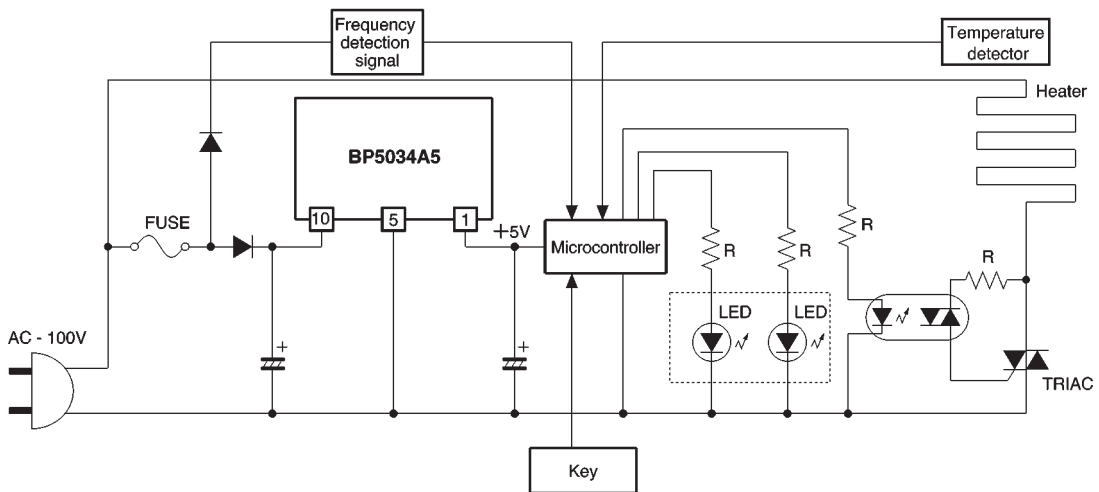 Frequency
detection
signal
Temperature
detector
Heater
BP5034A5
FUSE
10
5
1
+5V
Microcontroller
R
R
R
R
LED
LED
AC - 100V
+
+
TRIAC
Key